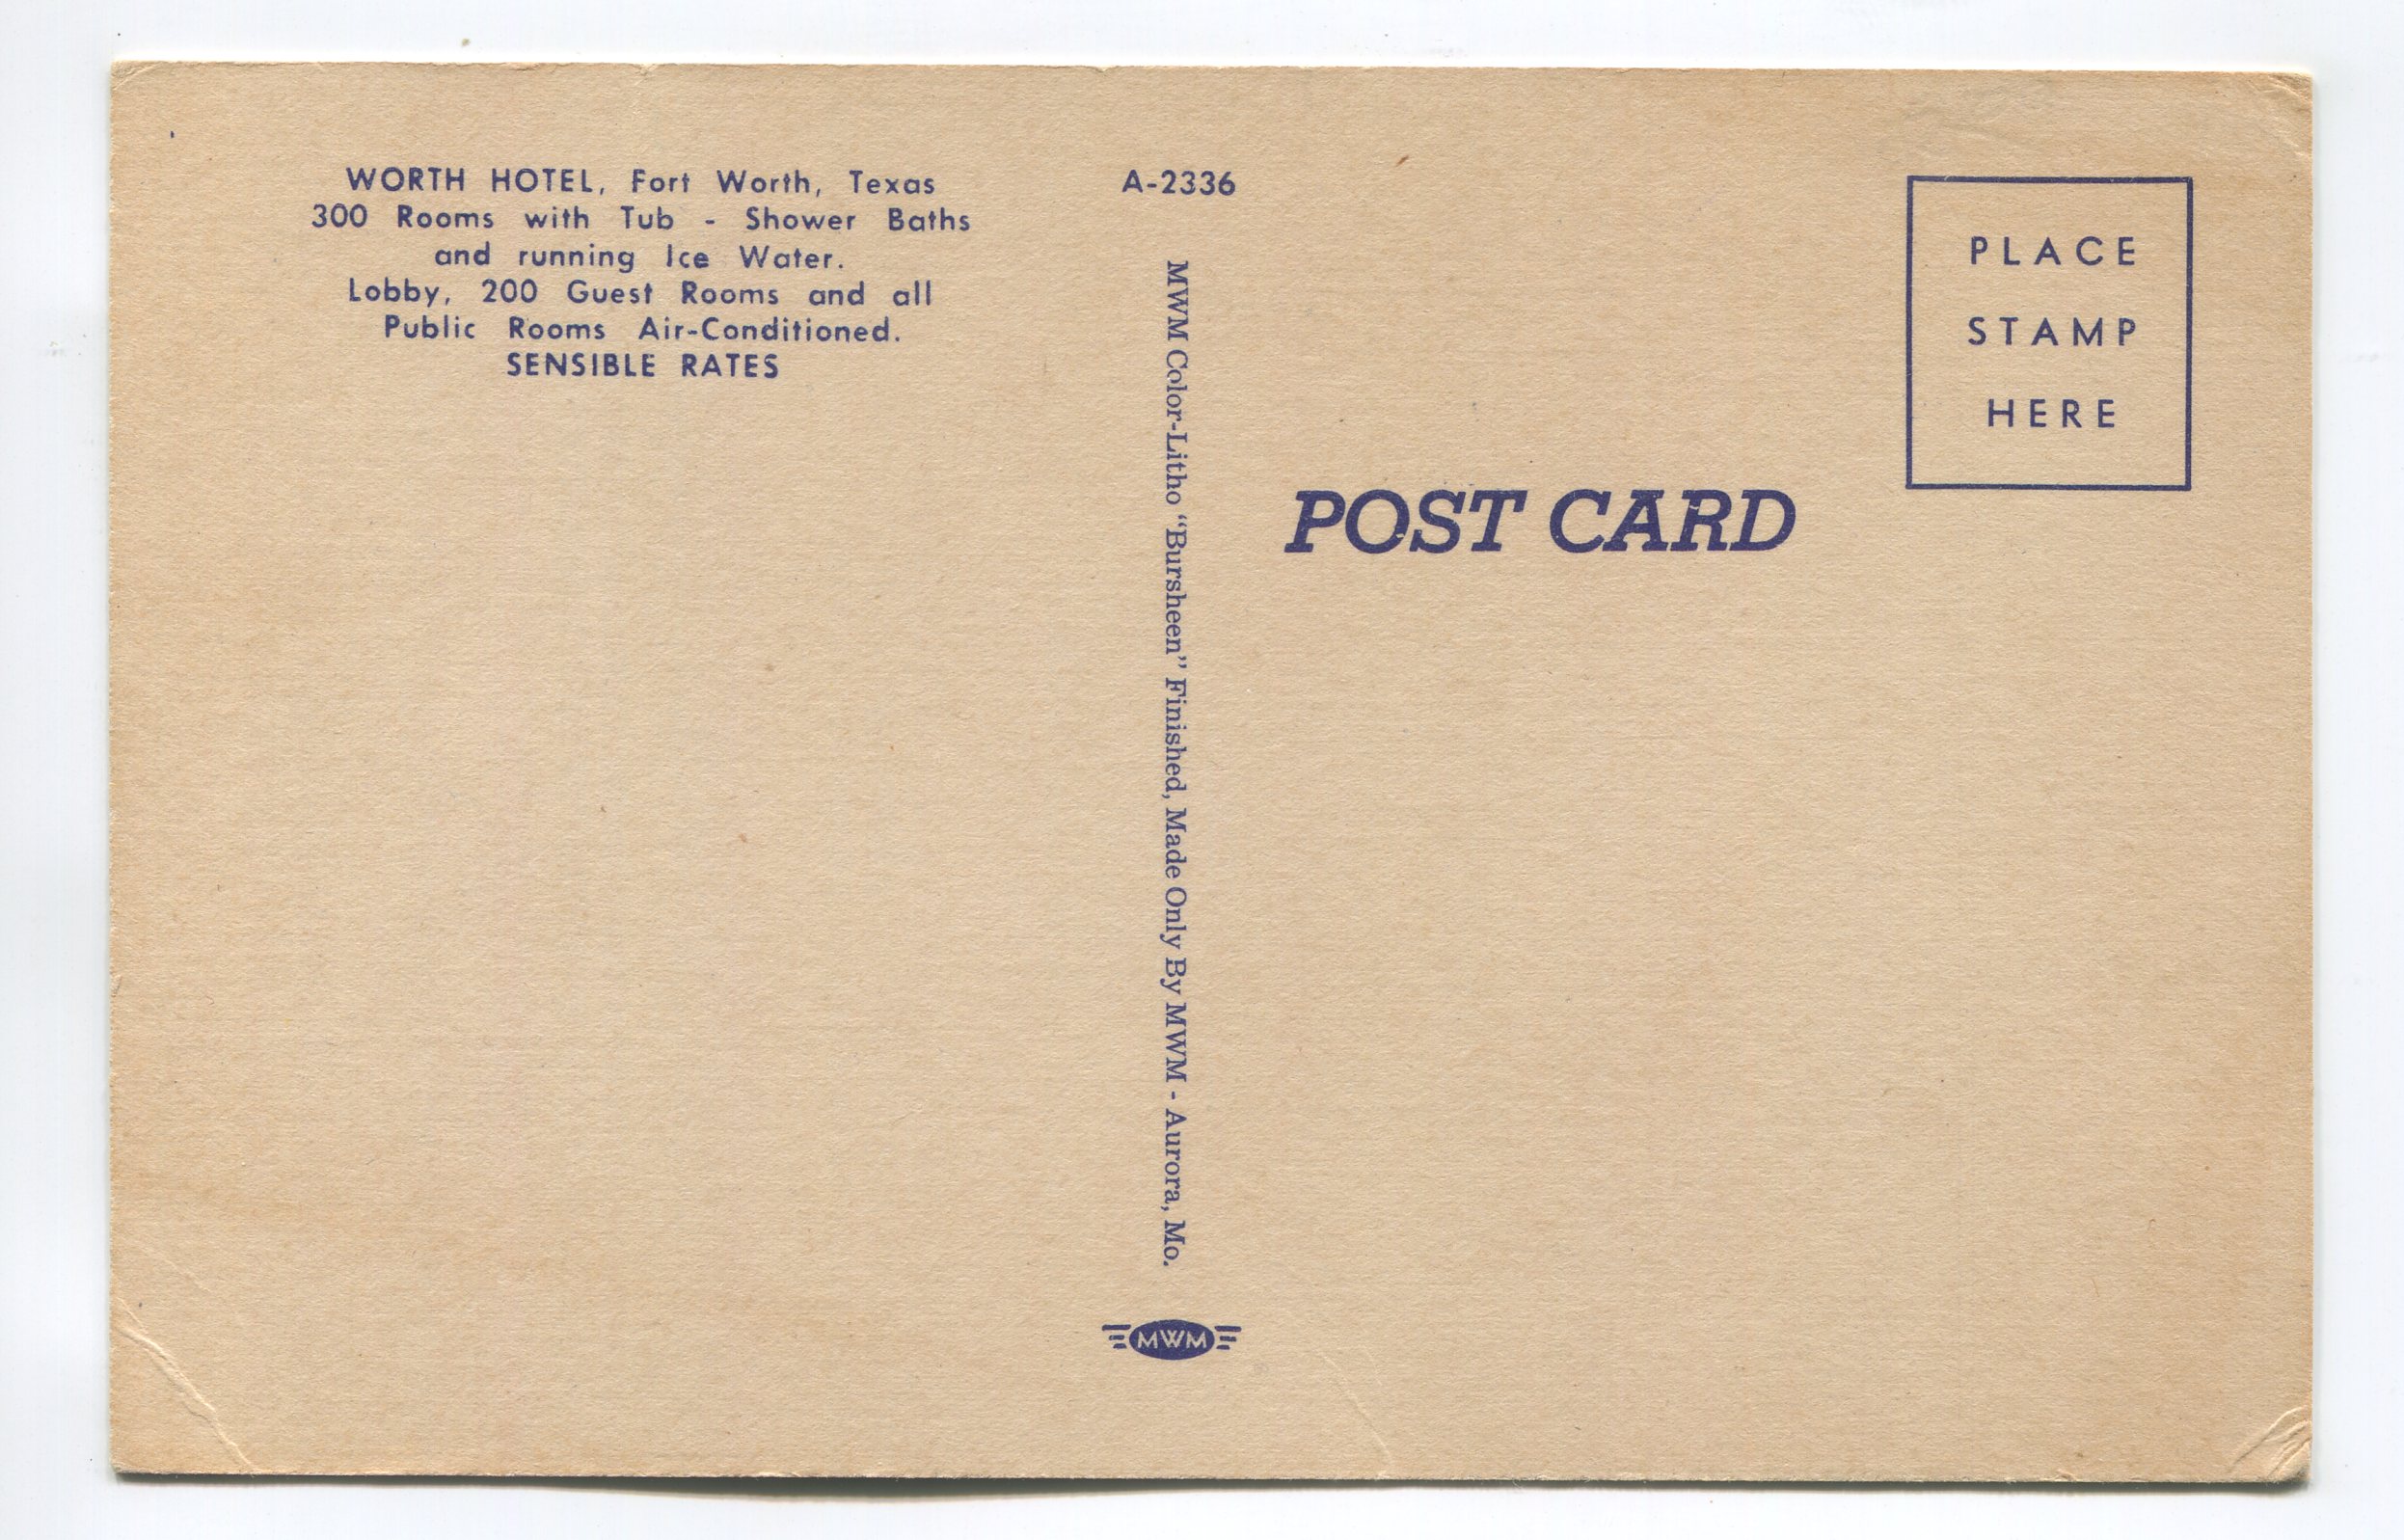 WORTH HOTEL, Fort Worth, Texas
300 Rooms with Tub - Shower Baths
and running Ice Water.
Lobby, 200 Guest Rooms and all
Public Rooms Air-Conditioned.
SENSIBLE RATES
A-2336
MWM Color-Litho "Bursheen" Finished, Made Only By MWM - Aurora, Mo.
MWM
POST CARD
PLACE
STAMP
HERE